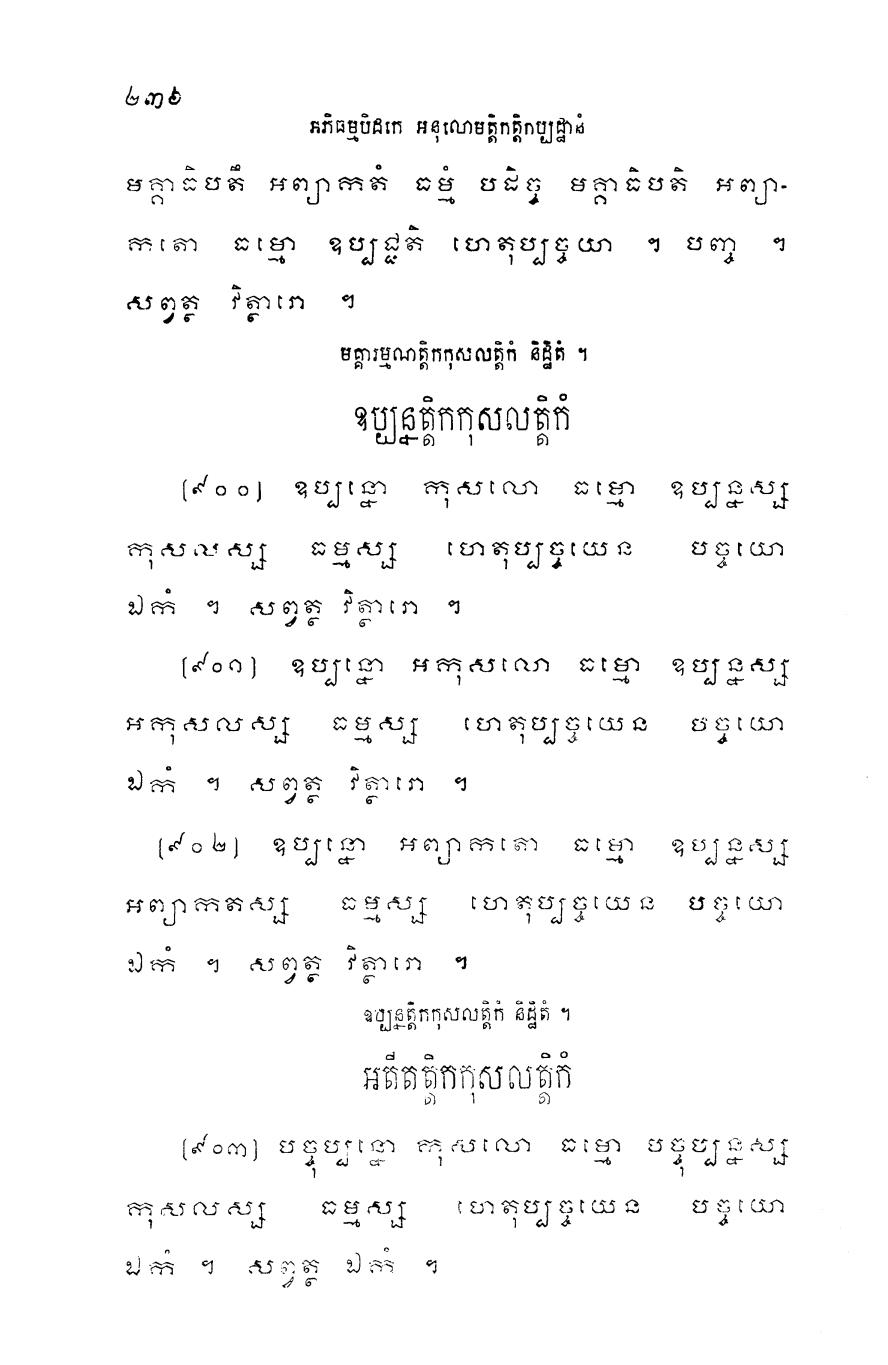 ២៣៦
អភិធម្មបិដកេ អនុលោមត្តិកត្តិកប្បដ្ឋានំ
មគ្គាធិបតឹ អព្យាកតំ ធម្មំ បដិច្ច មគ្គាធិបតិ អព្យា-
កតោ ធម្មោ ឧប្បជ្ជតិ ហេតុប្បច្ចយា ។ បញ្ច ។
សព្វត្ថ វិត្ថារោ ។
មគ្គារម្មណត្តិកកុសលត្តិកំ និដ្ឋិតំ ។
ឧប្បន្នត្តិកកុសលត្តិកំ
[៩០០] ឧប្បន្នោ កុសលោ ធម្មោ ឧប្បន្នស្ស
កុសលស្ស ធម្មស្ស ហេតុប្បច្ចយេន បច្ចយោ
ឯកំ ។ សព្វត្ថ វិត្ថារោ ។
[៩០១] ឧប្បន្នោ អកុសលោ ធម្មោ ឧប្បន្នស្ស
អកុសលស្ស ធម្មស្ស ហេតុប្បច្ចយេន បច្ចយោ
ឯកំ ។ សព្វត្ថ វិត្ថារោ ។
[៩០២] ឧប្បន្នោ អព្យាកតោ ធម្មោ ឧប្បន្នស្ស
អព្យាកតស្ស ធម្មស្ស ហេតុប្បច្ចយេន បច្ចយោ
ឯកំ ។ សព្វត្ថ វិត្ថារោ ។
ឧប្បន្នត្តិកកុសលត្តិកំ និដ្ឋិតំ ។
អតីតត្តិកកុសលត្តិកំ
[៩០៣] បច្ចុប្បន្នោ កុសលោ ធម្មោ បច្ចុប្បន្នស្ស
កុសលស្ស ធម្មស្ស ហេតុប្បច្ចយេន បច្ចយោ
ឯកំ ។ សព្វត្ថ ឯកំ ។